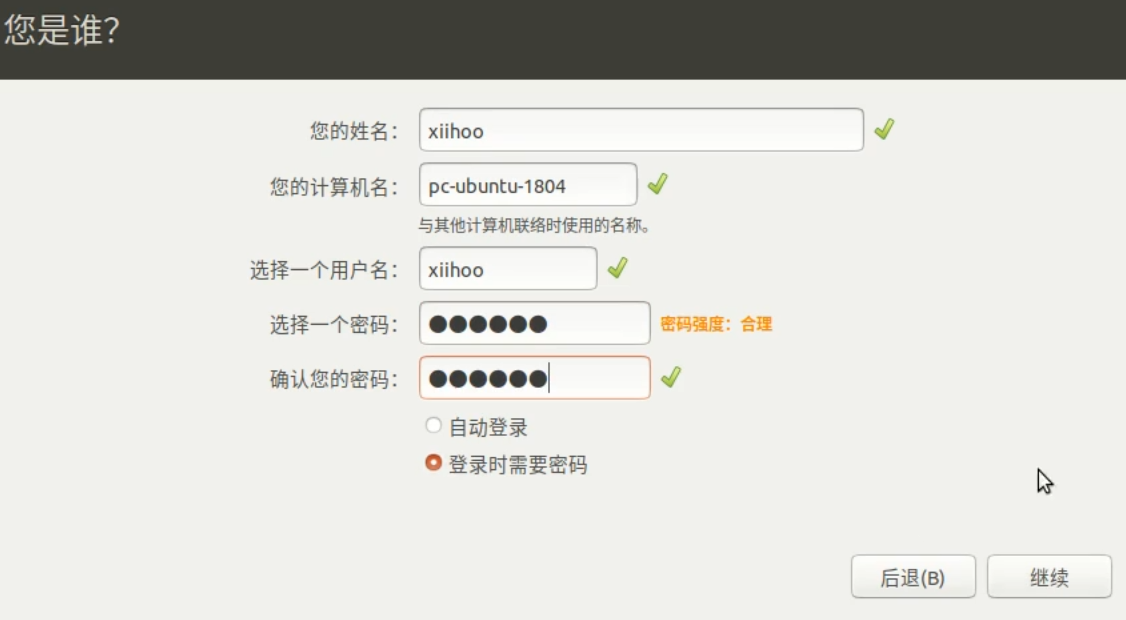 您是谁？
您的姓名： xiihoo
您的计算机名： pc-ubuntu-1804
与其他计算机联络时使用的名称。
选择一个用户名： xiihoo
选择一个密码： ●●●●●● 密码强度：合理
确认您的密码： ●●●●●●
自动登录
登录时需要密码
后退(B) 继续